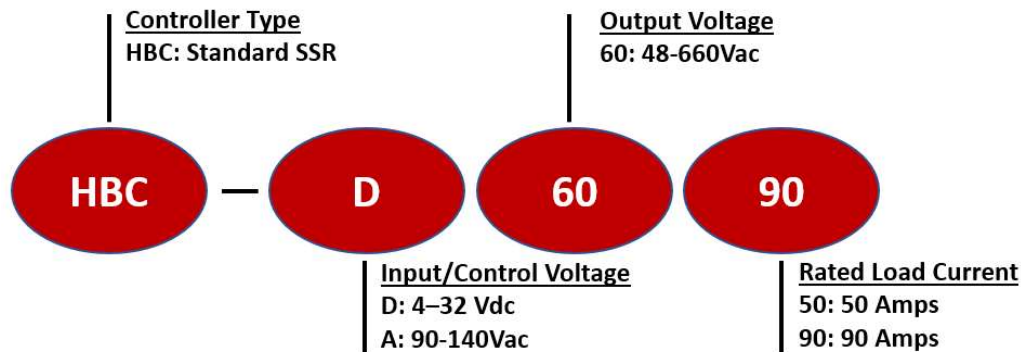 Controller Type
HBC: Standard SSR
Output Voltage
60: 48-660Vac
HBC — D 60 90
Input/Control Voltage
D: 4–32 Vdc
A: 90-140Vac
Rated Load Current
50: 50 Amps
90: 90 Amps